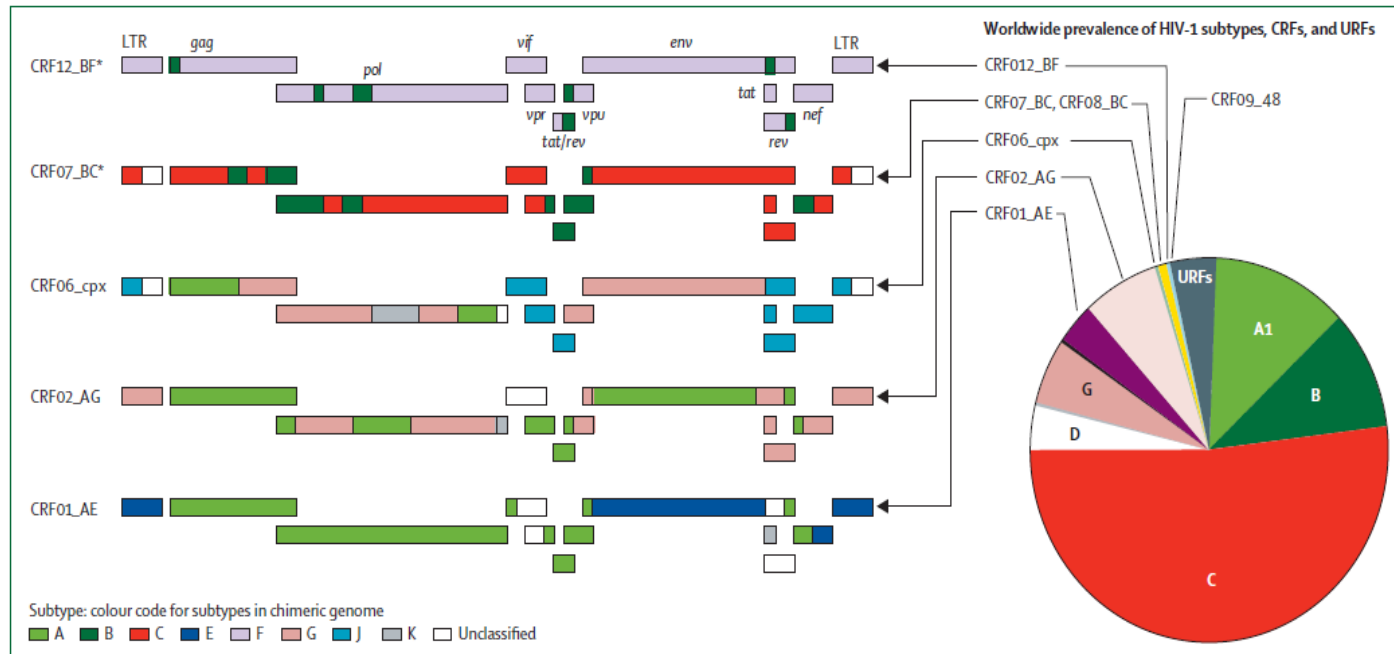 Worldwide prevalence of HIV-1 subtypes, CRFs, and URFs
LTR
gag
vif
env
LTR
CRF12_BF*
pol
tat
vpr
vpu
nef
tat/rev
rev
CRF07_BC*
CRF06_cpx
CRF02_AG
CRF01_AE
CRF012_BF
CRF07_BC, CRF08_BC
CRF09_48
CRF06_cpx
CRF02_AG
CRF01_AE
URFs
A1
B
G
D
C
Subtype: colour code for subtypes in chimeric genome
A B C E F G J K Unclassified